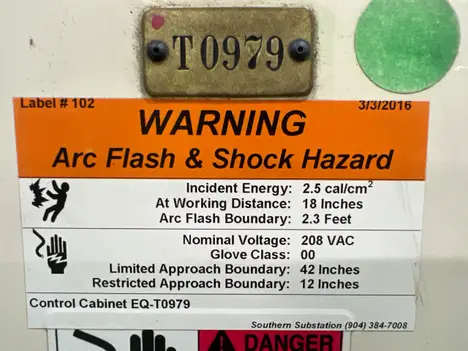 T0979
Label # 102 3/3/2016
WARNING
Arc Flash & Shock Hazard
Incident Energy: 2.5 cal/cm²
At Working Distance: 18 Inches
Arc Flash Boundary: 2.3 Feet
Nominal Voltage: 208 VAC
Glove Class: 00
Limited Approach Boundary: 42 Inches
Restricted Approach Boundary: 12 Inches
Control Cabinet EQ-T0979
Southern Substation (904) 384-7008
DANGER